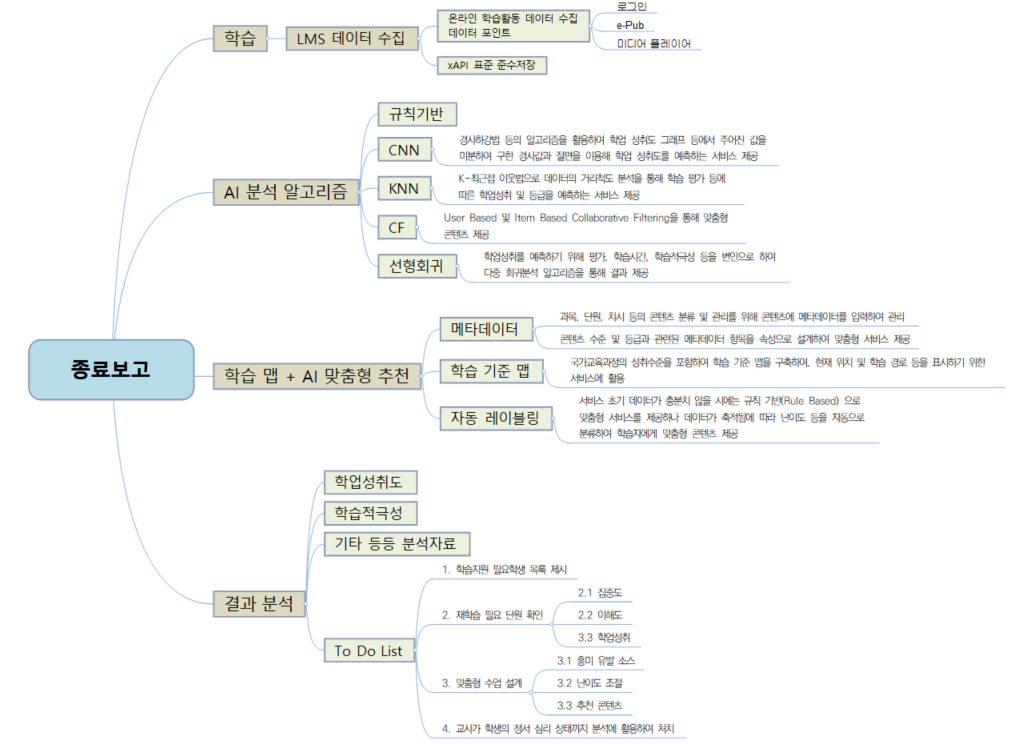 종료보고
학습
LMS 데이터 수집
온라인 학습활동 데이터 수집
데이터 포인트
로그인
e-Pub
미디어 플레이어
xAPI 표준 준수저장
AI 분석 알고리즘
규칙기반
CNN
경사하강법 등의 알고리즘을 활용하여 학업 성취도 그래프 등에서 주어진 값을
미분하여 구한 경사값과 절편을 이용해 학업 성취도를 예측하는 서비스 제공
KNN
K-최근접 이웃법으로 데이터의 거리척도 분석을 통해 학습 평가 등에
따른 학업성취 및 등급을 예측하는 서비스 제공
CF
User Based 및 Item Based Collaborative Filtering을 통해 맞춤형
콘텐츠 제공
선형회귀
학업성취를 예측하기 위해 평가, 학습시간, 학습적극성 등을 변인으로 하여
다중 회귀분석 알고리즘을 통해 결과 제공
학습 맵 + AI 맞춤형 추천
메타데이터
과목, 단원, 차시 등의 콘텐츠 분류 및 관리를 위해 콘텐츠에 메타데이터를 입력하여 관리
콘텐츠 수준 및 등급과 관련된 메타데이터 항목을 속성으로 설계하여 맞춤형 서비스 제공
학습 기준 맵
국가교육과정의 성취수준을 포함하여 학습 기준 맵을 구축하여, 현재 위치 및 학습 경로 등을 표시하기 위한
서비스에 활용
자동 레이블링
서비스 초기 데이터가 충분치 않을 시에는 규칙 기반(Rule Based) 으로
맞춤형 서비스를 제공하나 데이터가 축적됨에 따라 난이도 등을 자동으로
분류하여 학습자에게 맞춤형 콘텐츠 제공
결과 분석
학업성취도
학습적극성
기타 등등 분석자료
To Do List
1. 학습지원 필요학생 목록 제시
2. 재학습 필요 단원 확인
2.1 집중도
2.2 이해도
3.3 학업성취
3. 맞춤형 수업 설계
3.1 흥미 유발 소스
3.2 난이도 조절
3.3 추천 콘텐츠
4. 교사가 학생의 정서 심리 상태까지 분석에 활용하여 처치